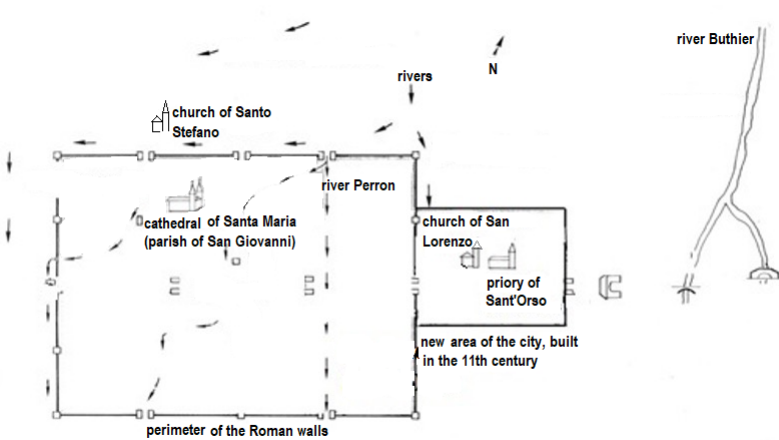 river Buthier
N
rivers
church of Santo
Stefano
river Perron
cathedral of Santa Maria
(parish of San Giovanni)
church of San
Lorenzo
priory of
Sant'Orso
new area of the city, built
in the 11th century
perimeter of the Roman walls